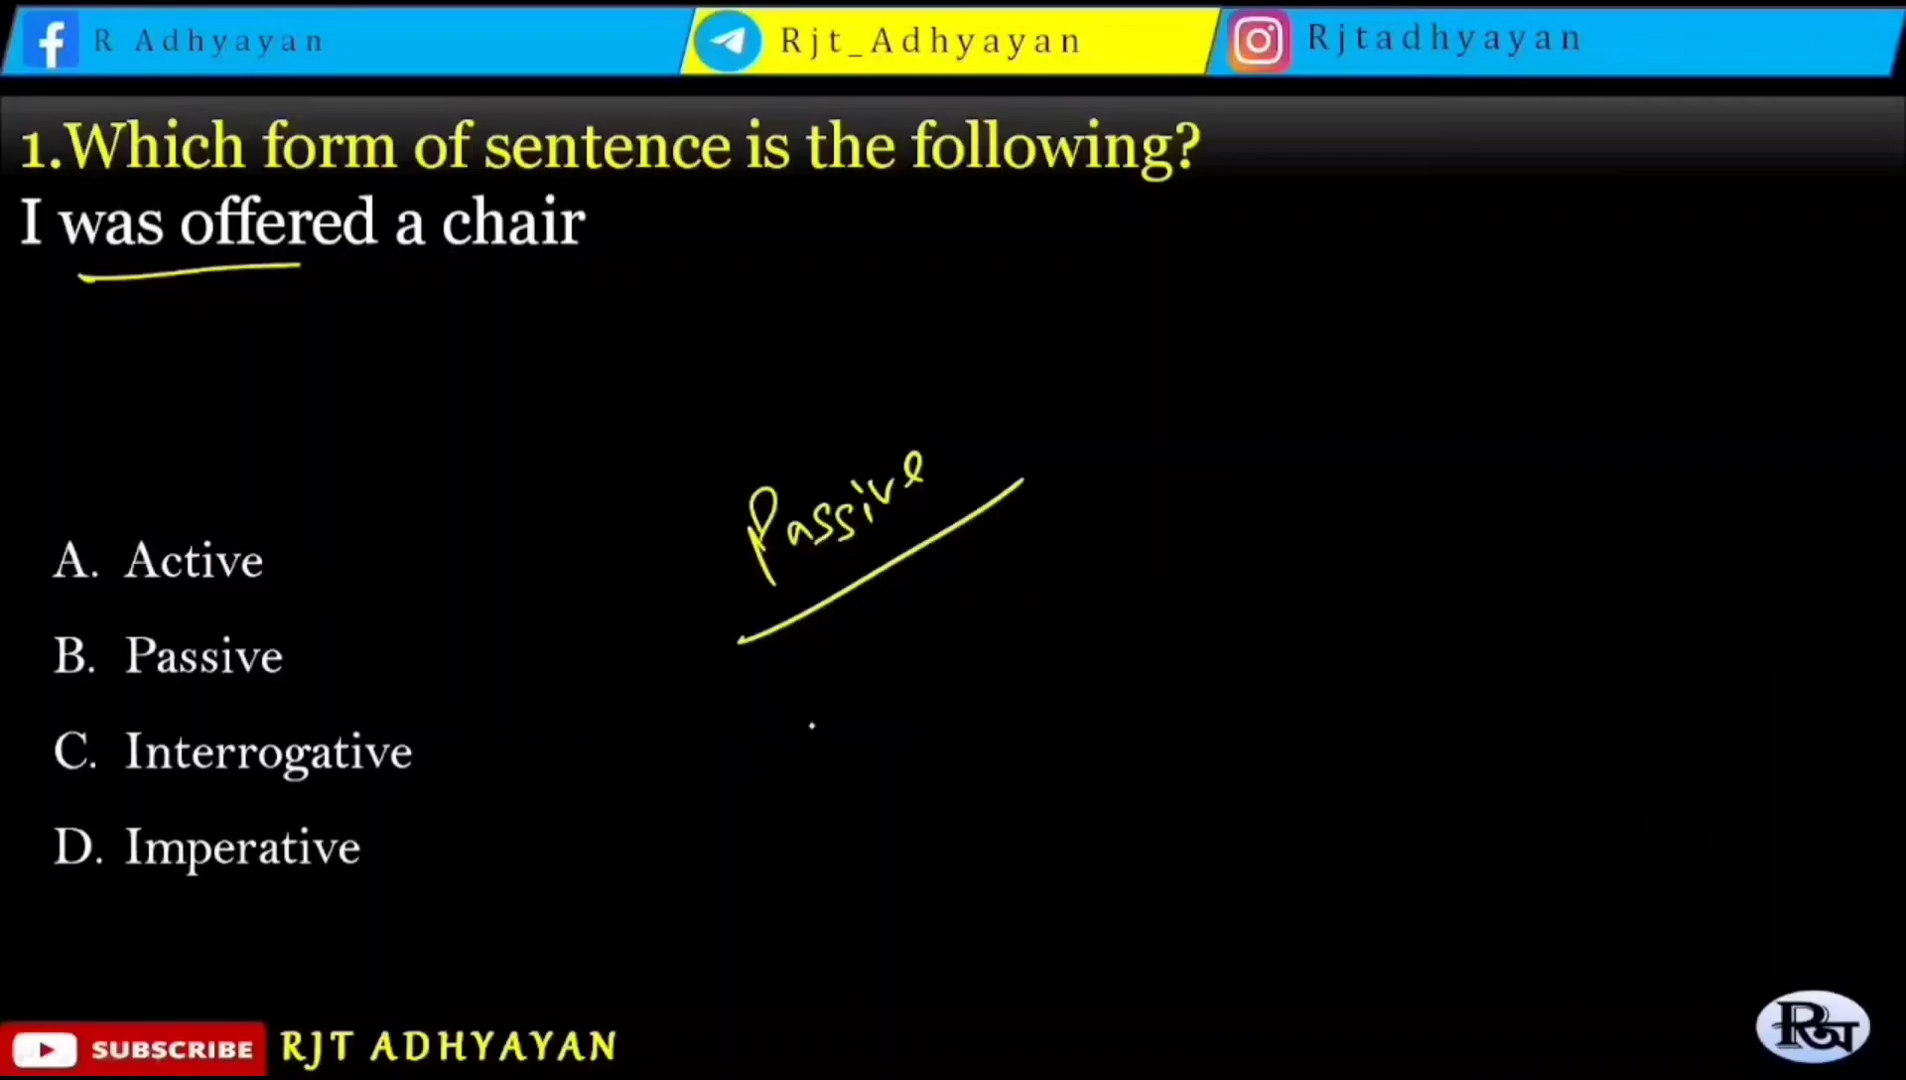 R Adhyayan
Rjt_Adhyayan
Rjtadhyayan
1.Which form of sentence is the following?
I was offered a chair
Passive
A. Active
B. Passive
C. Interrogative
D. Imperative
SUBSCRIBE
RJT ADHYAYAN